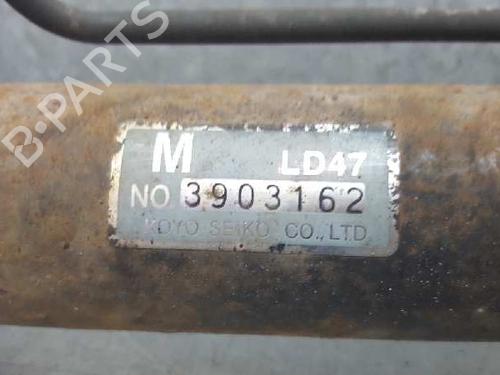 B-PARTS
M LD47
NO 3903162
KOYO SEIKO CO.,LTD